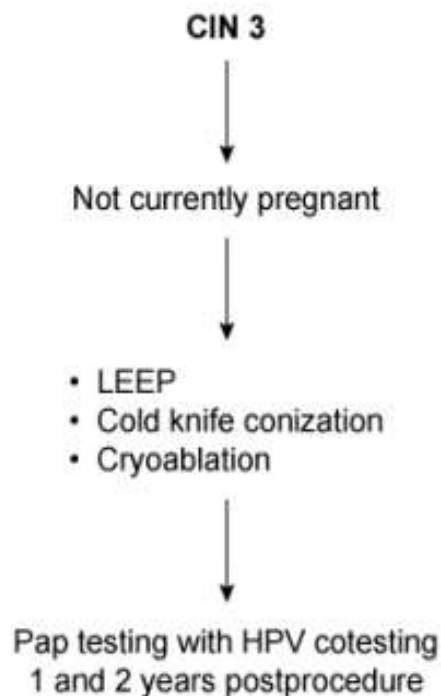 CIN 3
Not currently pregnant
• LEEP
• Cold knife conization
• Cryoablation
Pap testing with HPV cotesting
1 and 2 years postprocedure